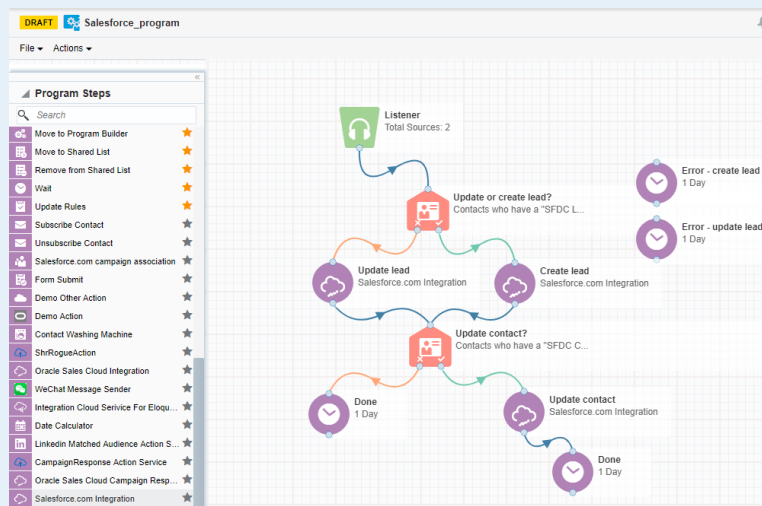 DRAFT Salesforce_program
File Actions
Program Steps
Search
Move to Program Builder
Move to Shared List
Remove from Shared List
Wait
Update Rules
Subscribe Contact
Unsubscribe Contact
Salesforce.com campaign association
Form Submit
Demo Other Action
Demo Action
Contact Washing Machine
ShrRogueAction
Oracle Sales Cloud Integration
WeChat Message Sender
Integration Cloud Serivice For Eloqu...
Date Calculator
Linkedin Matched Audience Action S...
CampaignResponse Action Service
Oracle Sales Cloud Campaign Resp...
Salesforce.com Integration
Listener
Total Sources: 2
Update or create lead?
Contacts who have a "SFDC L...
Error - create lead
1 Day
Error - update lead
1 Day
Update lead
Salesforce.com Integration
Create lead
Salesforce.com Integration
Update contact?
Contacts who have a "SFDC C...
Done
1 Day
Update contact
Salesforce.com Integration
Done
1 Day